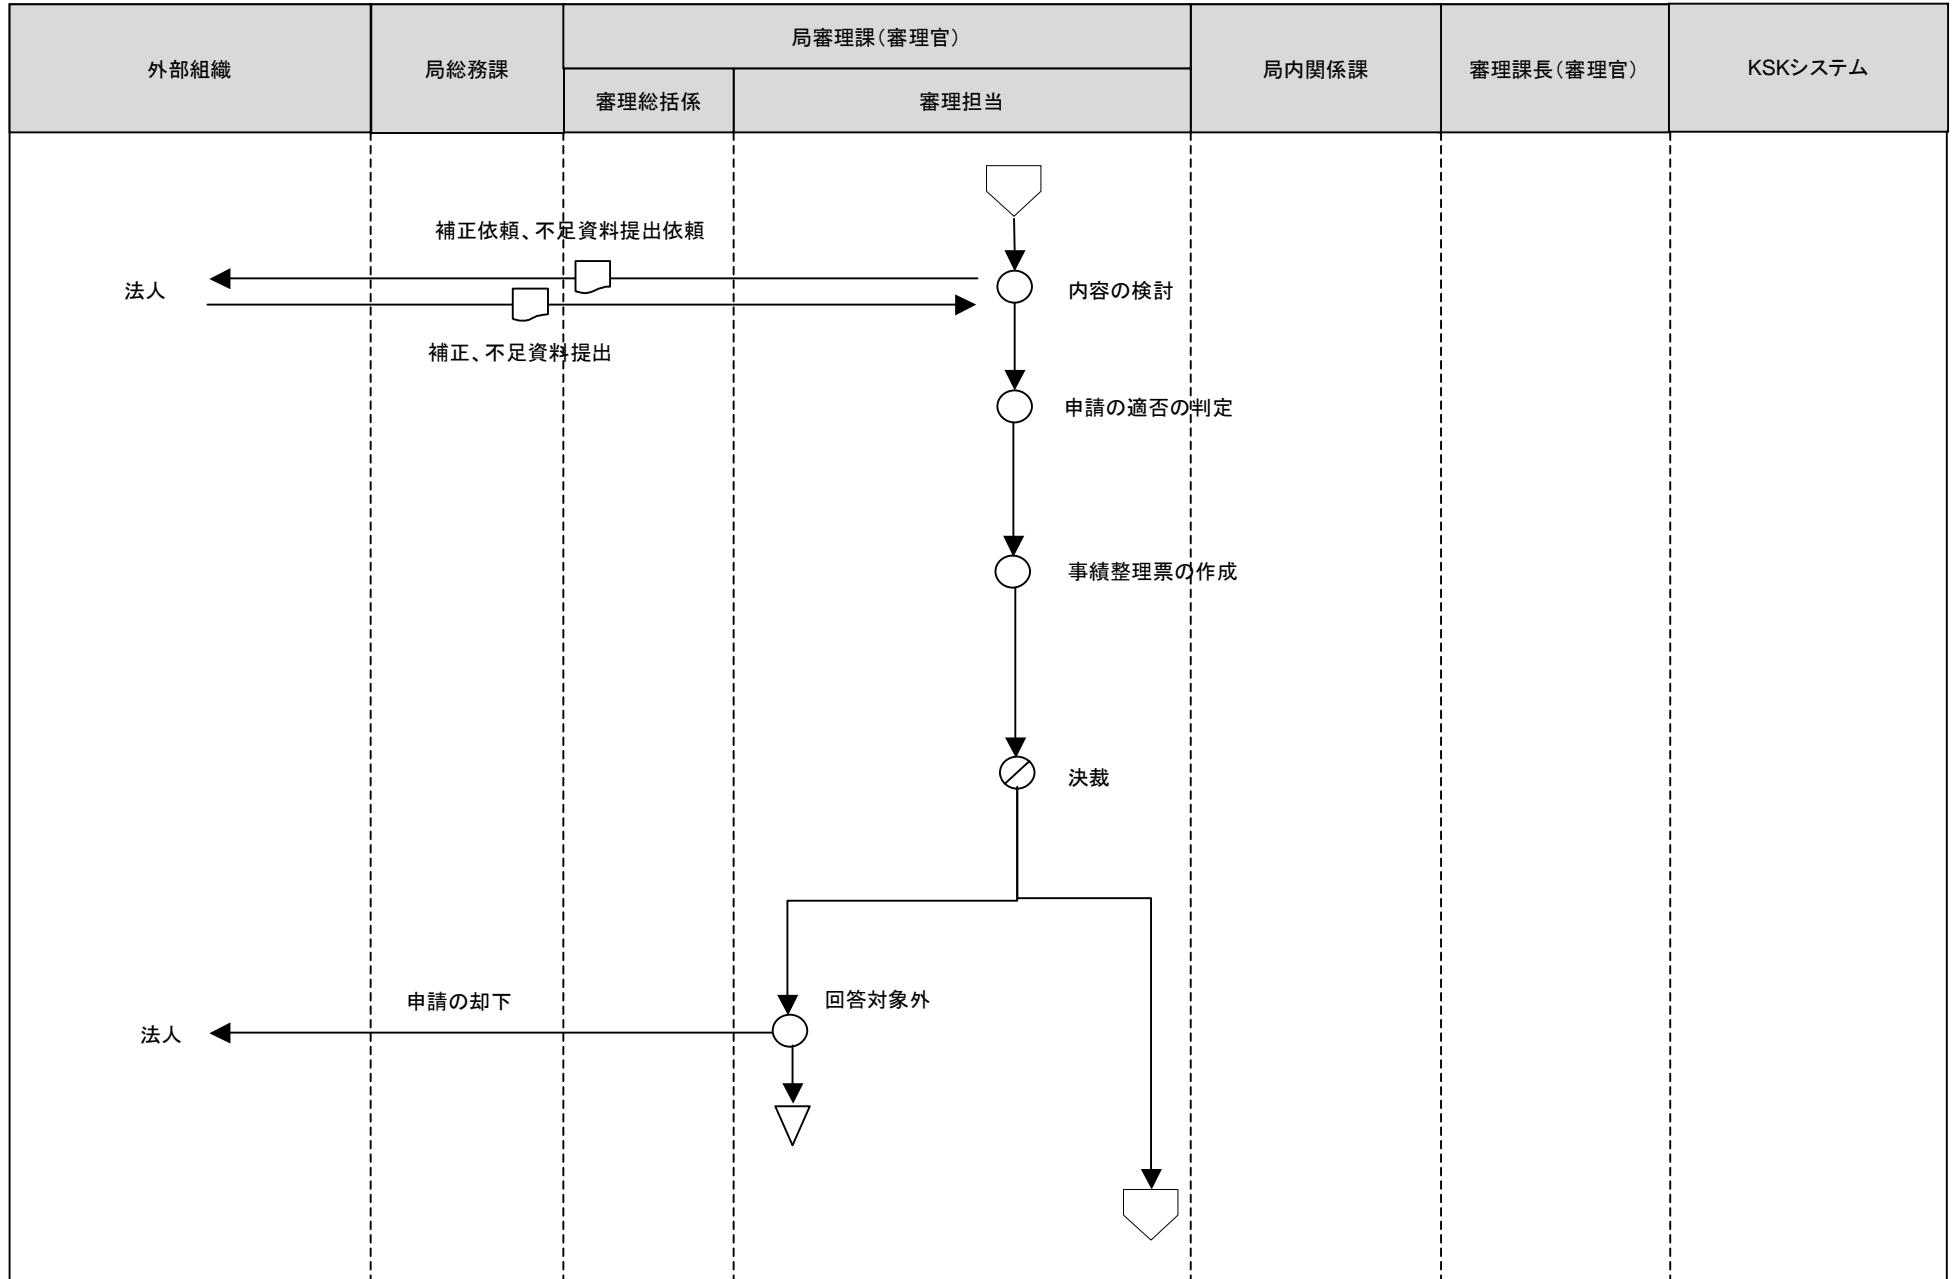 局審理課（審理官）
外部組織
局総務課
局内関係課
審理課長（審理官）
KSKシステム
審理総括係
審理担当
補正依頼、不足資料提出依頼
法人
内容の検討
補正、不足資料提出
申請の適否の判定
事績整理票の作成
決裁
申請の却下
回答対象外
法人